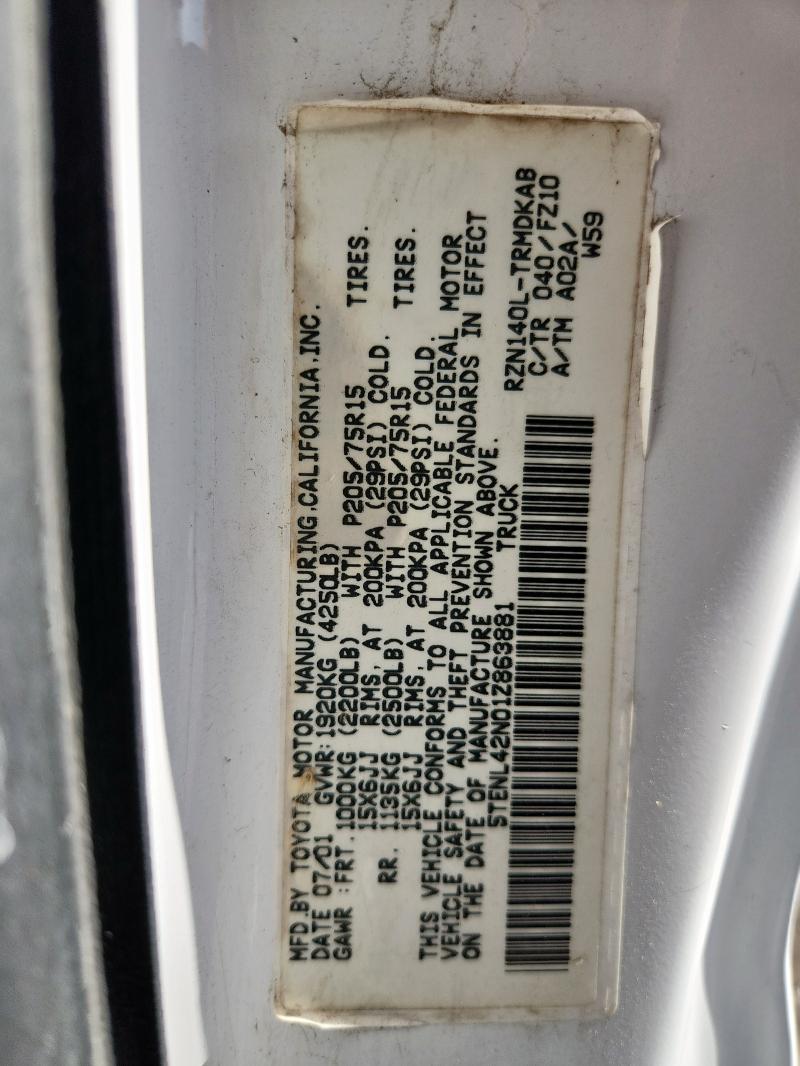 MFD.BY TOYOTA MOTOR MANUFACTURING,CALIFORNIA,INC.
DATE 07/01 GVWR:1920KG (4250LB)
GAWR :FRT.1000KG (2200LB) WITH P205/75R15 TIRES.
15X6JJ RIMS, AT 200KPA (29PSI) COLD.
RR. 1135KG (2500LB) WITH P205/75R15 TIRES.
15X6JJ RIMS, AT 200KPA (29PSI) COLD.
THIS VEHICLE CONFORMS TO ALL APPLICABLE FEDERAL MOTOR
VEHICLE SAFETY AND THEFT PREVENTION STANDARDS IN EFFECT
ON THE DATE OF MANUFACTURE SHOWN ABOVE.
5TENL42N01Z863881 TRUCK
RZN140L-TRMDKAB
C/TR 040/FZ10
A/TM A02A/
W59